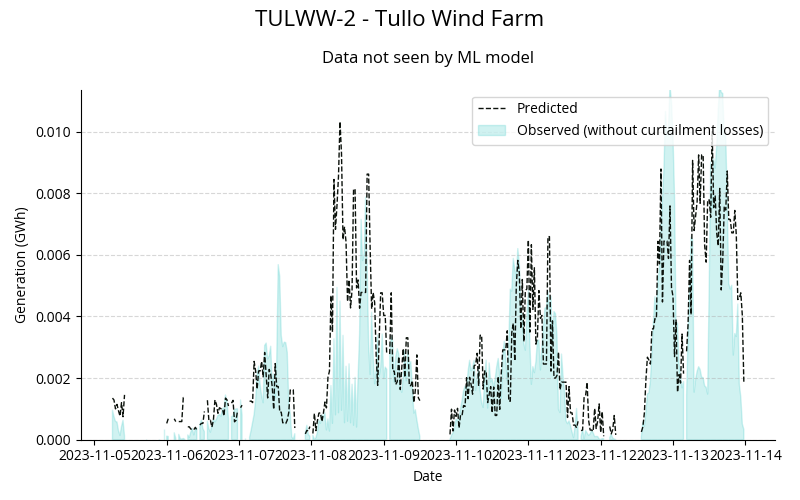 TULWW-2 - Tullo Wind Farm
Data not seen by ML model
Predicted
Observed (without curtailment losses)
Generation (GWh)
0.010
0.008
0.006
0.004
0.002
0.000
2023-11-05 2023-11-06 2023-11-07 2023-11-08 2023-11-09 2023-11-10 2023-11-11 2023-11-12 2023-11-13 2023-11-14
Date